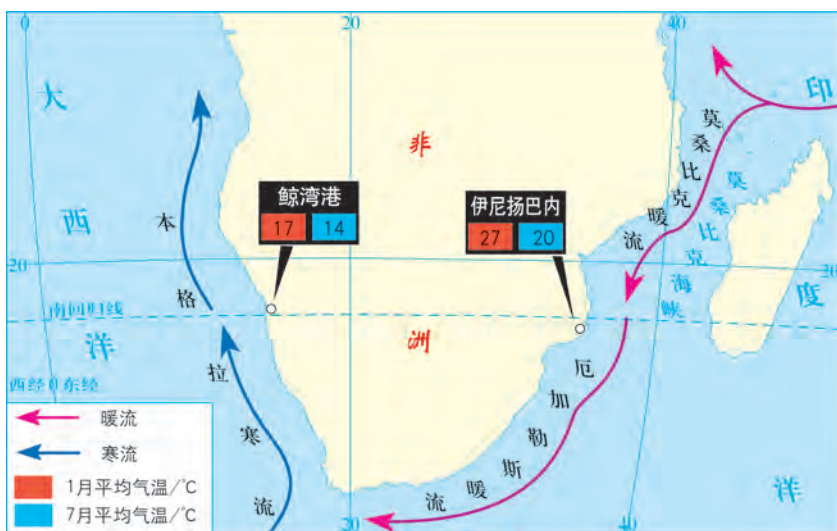 0
20
40
大西洋
印度洋
非洲
莫桑比克暖流
莫桑比克海峡
鲸湾港
17 14
伊尼扬巴内
27 20
本格拉寒流
20
20
南回归线
厄加勒斯暖流
西经 0 东经
暖流
寒流
1月平均气温/℃
7月平均气温/℃
20
40